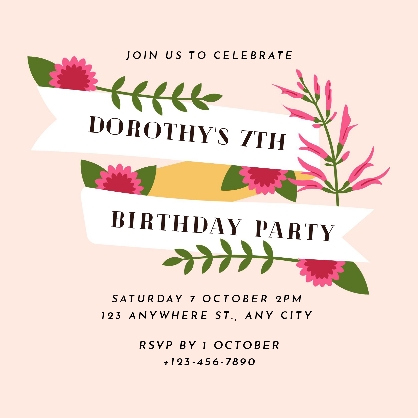 JOIN US TO CELEBRATE
DOROTHY'S 7TH
BIRTHDAY PARTY
SATURDAY 7 OCTOBER 2PM
123 ANYWHERE ST., ANY CITY
RSVP BY 1 OCTOBER
+123-456-7890